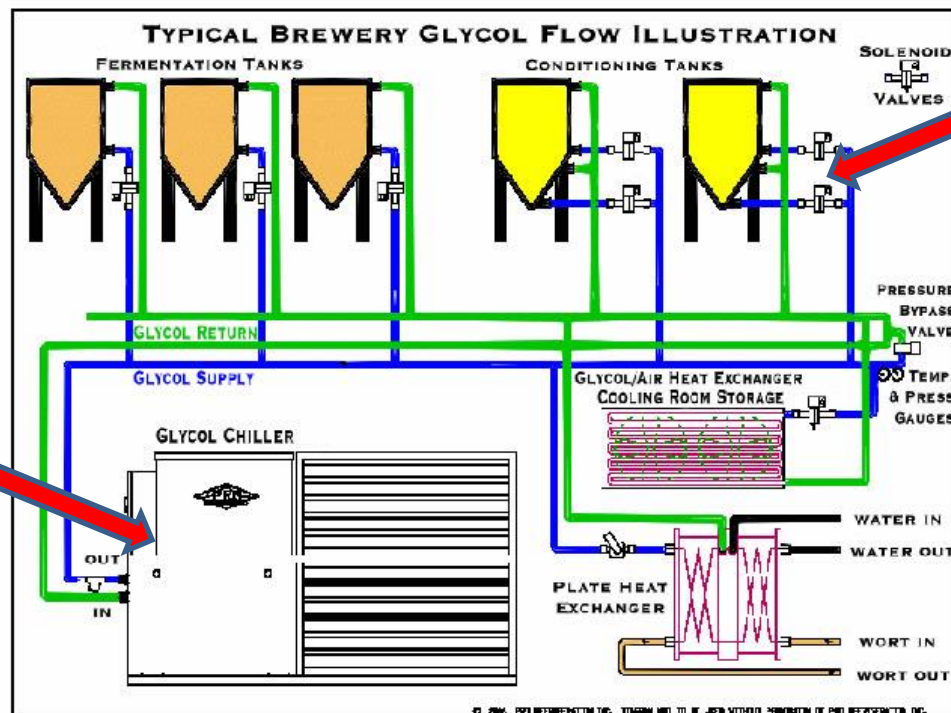 TYPICAL BREWERY GLYCOL FLOW ILLUSTRATION
FERMENTATION TANKS
CONDITIONING TANKS
SOLENOID
VALVES
PRESSURE
BYPASS
VALVE
GLYCOL RETURN
GLYCOL SUPPLY
GLYCOL/AIR HEAT EXCHANGER
COOLING ROOM STORAGE
TEMP
& PRESS
GAUGES
GLYCOL CHILLER
OUT
IN
PLATE HEAT
EXCHANGER
WATER IN
WATER OUT
WORT IN
WORT OUT